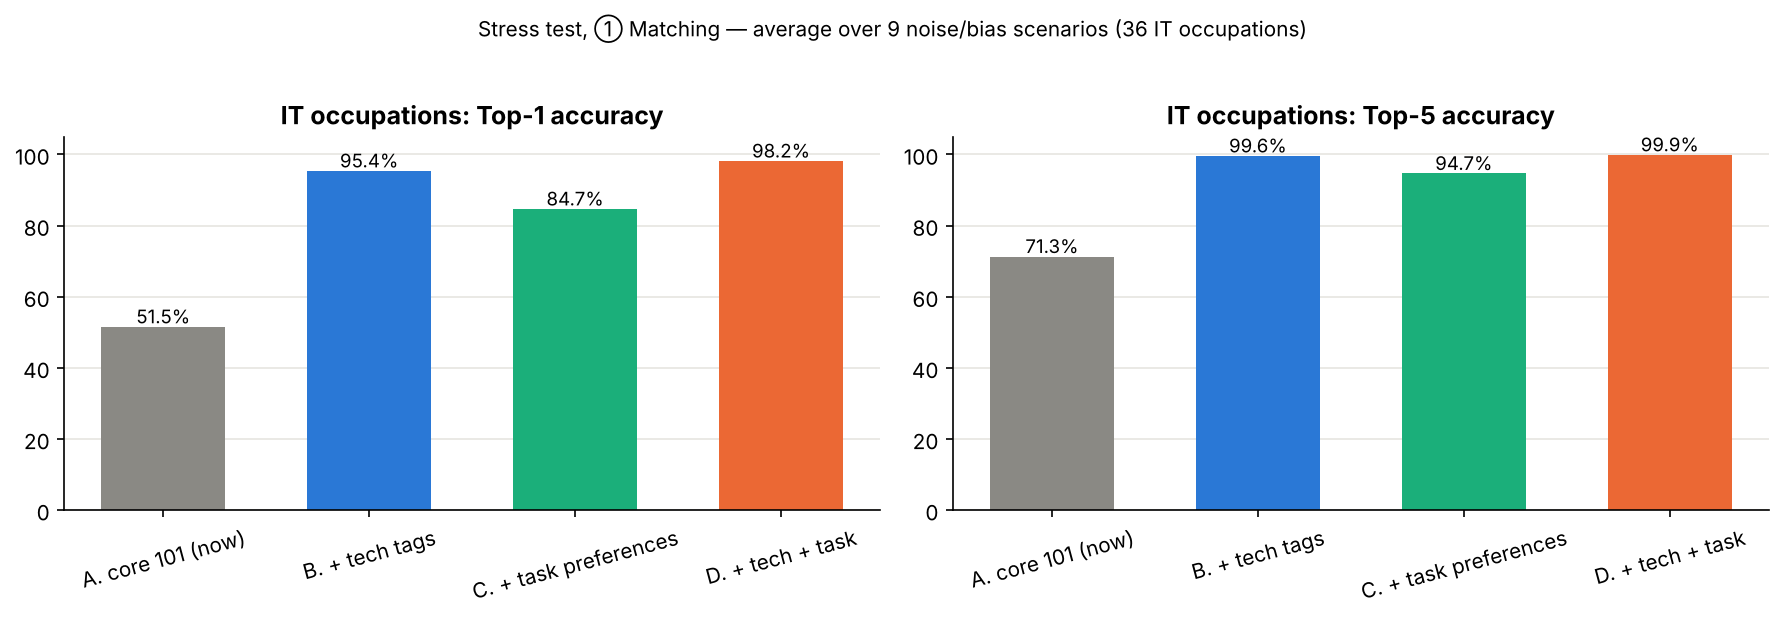 Stress test, ① Matching — average over 9 noise/bias scenarios (36 IT occupations)
IT occupations: Top-1 accuracy
100
80
60
40
20
0
51.5%
95.4%
84.7%
98.2%
A. core 101 (now)
B. + tech tags
C. + task preferences
D. + tech + task
IT occupations: Top-5 accuracy
100
80
60
40
20
0
71.3%
99.6%
94.7%
99.9%
A. core 101 (now)
B. + tech tags
C. + task preferences
D. + tech + task